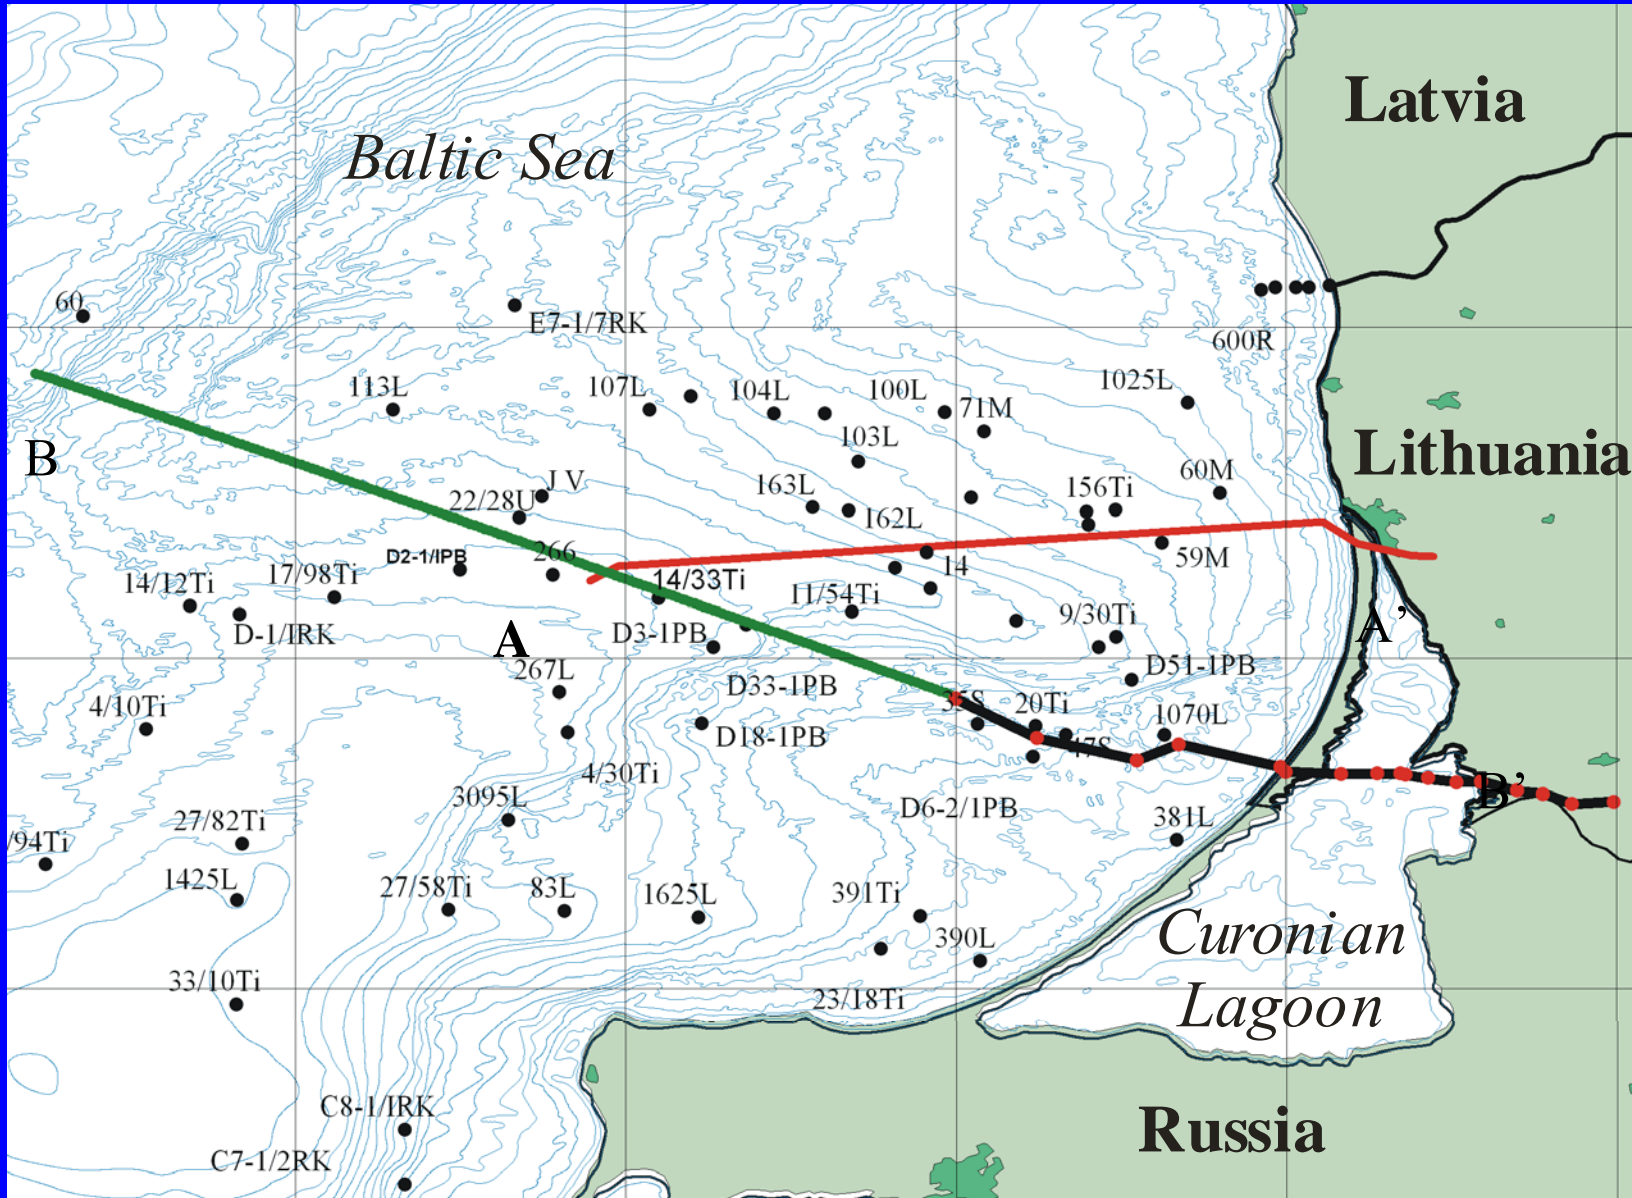 Latvia
Baltic Sea
60
E7-1/7RK
600R
113L
107L
104L
100L
1025L
71M
B
103L
Lithuania
J V
22/28U
163L
156Ti
60M
162L
D2-1/IPB
266
14
59M
14/12Ti
17/98Ti
14/33Ti
11/54Ti
9/30Ti
A’
D-1/IRK
A
D3-1PB
267L
D51-1PB
D33-1PB
4/10Ti
35S
20Ti
1070L
D18-1PB
47S
4/30Ti
B’
3095L
D6-2/1PB
27/82Ti
381L
/94Ti
1425L
27/58Ti
83L
1625L
391Ti
390L
Curonian
Lagoon
33/10Ti
23/18Ti
C8-1/IRK
Russia
C7-1/2RK